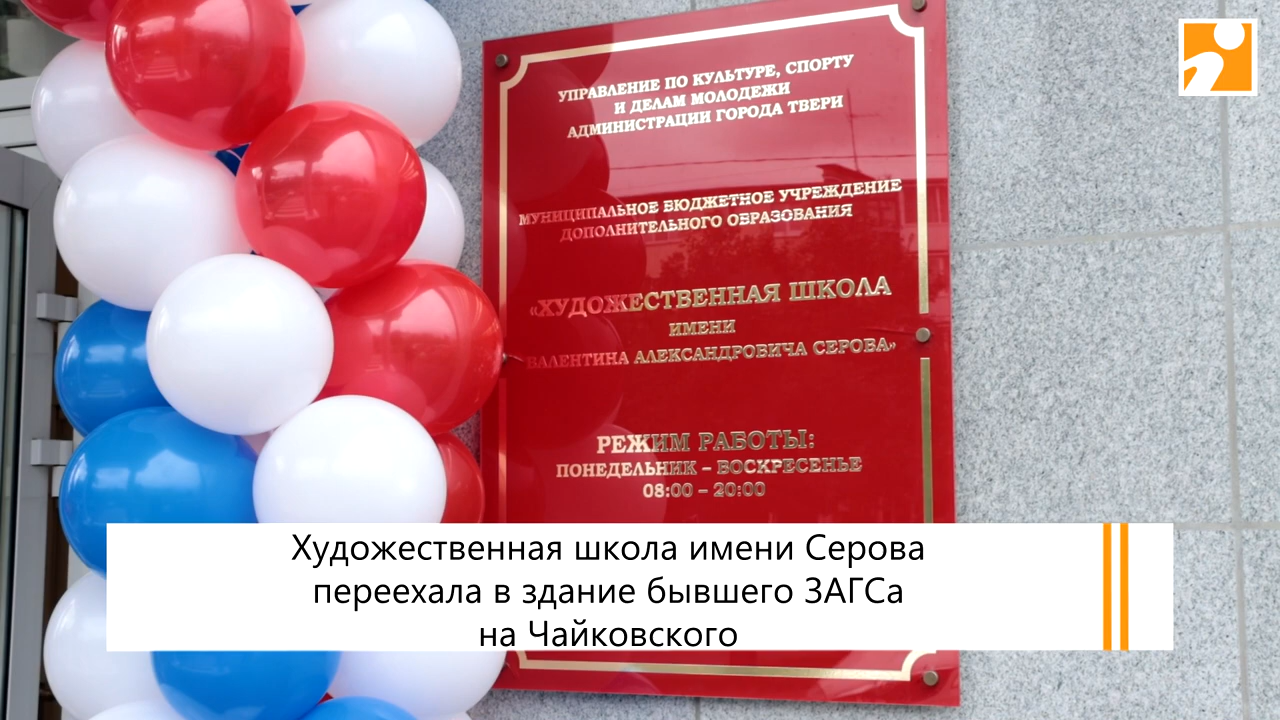 УПРАВЛЕНИЕ ПО КУЛЬТУРЕ, СПОРТУ
И ДЕЛАМ МОЛОДЕЖИ
АДМИНИСТРАЦИИ ГОРОДА ТВЕРИ
МУНИЦИПАЛЬНОЕ БЮДЖЕТНОЕ УЧРЕЖДЕНИЕ
ДОПОЛНИТЕЛЬНОГО ОБРАЗОВАНИЯ
«ХУДОЖЕСТВЕННАЯ ШКОЛА
ИМЕНИ
ВАЛЕНТИНА АЛЕКСАНДРОВИЧА СЕРОВА»
РЕЖИМ РАБОТЫ:
ПОНЕДЕЛЬНИК – ВОСКРЕСЕНЬЕ
08:00 – 20:00
Художественная школа имени Серова
переехала в здание бывшего ЗАГСа
на Чайковского